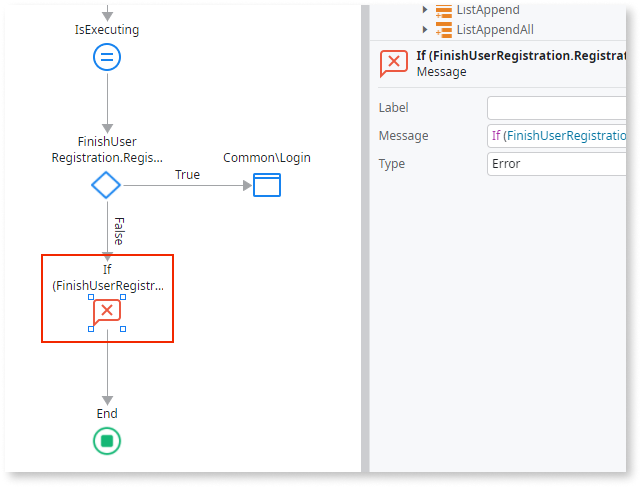 IsExecuting
FinishUser
Registration.Regis...
True
Common\Login
False
If
(FinishUserRegistr...
End
ListAppend
ListAppendAll
If (FinishUserRegistration.Registra
Message
Label
Message
If (FinishUserRegistratio
Type
Error